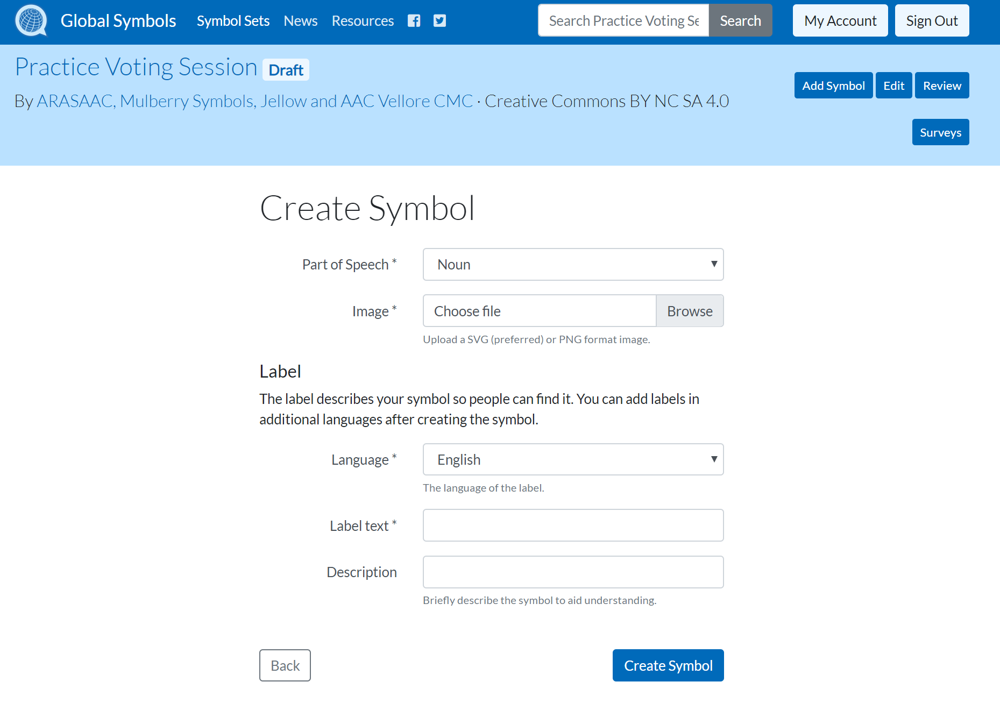 Global Symbols Symbol Sets News Resources Search Practice Voting Se Search My Account Sign Out
Practice Voting Session Draft
By ARASAAC, Mulberry Symbols, Jellow and AAC Vellore CMC · Creative Commons BY NC SA 4.0
Add Symbol Edit Review
Surveys
Create Symbol
Part of Speech * Noun
Image * Choose file Browse
Upload a SVG (preferred) or PNG format image.
Label
The label describes your symbol so people can find it. You can add labels in
additional languages after creating the symbol.
Language * English
The language of the label.
Label text *
Description
Briefly describe the symbol to aid understanding.
Back Create Symbol